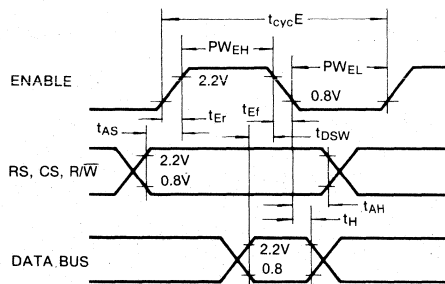 tcycE
PWEH
PWEL
ENABLE
2.2V
0.8V
tEr
tEf
tAS
tDSW
RS, CS, R/W̅
2.2V
0.8V
tAH
tH
DATA BUS
2.2V
0.8